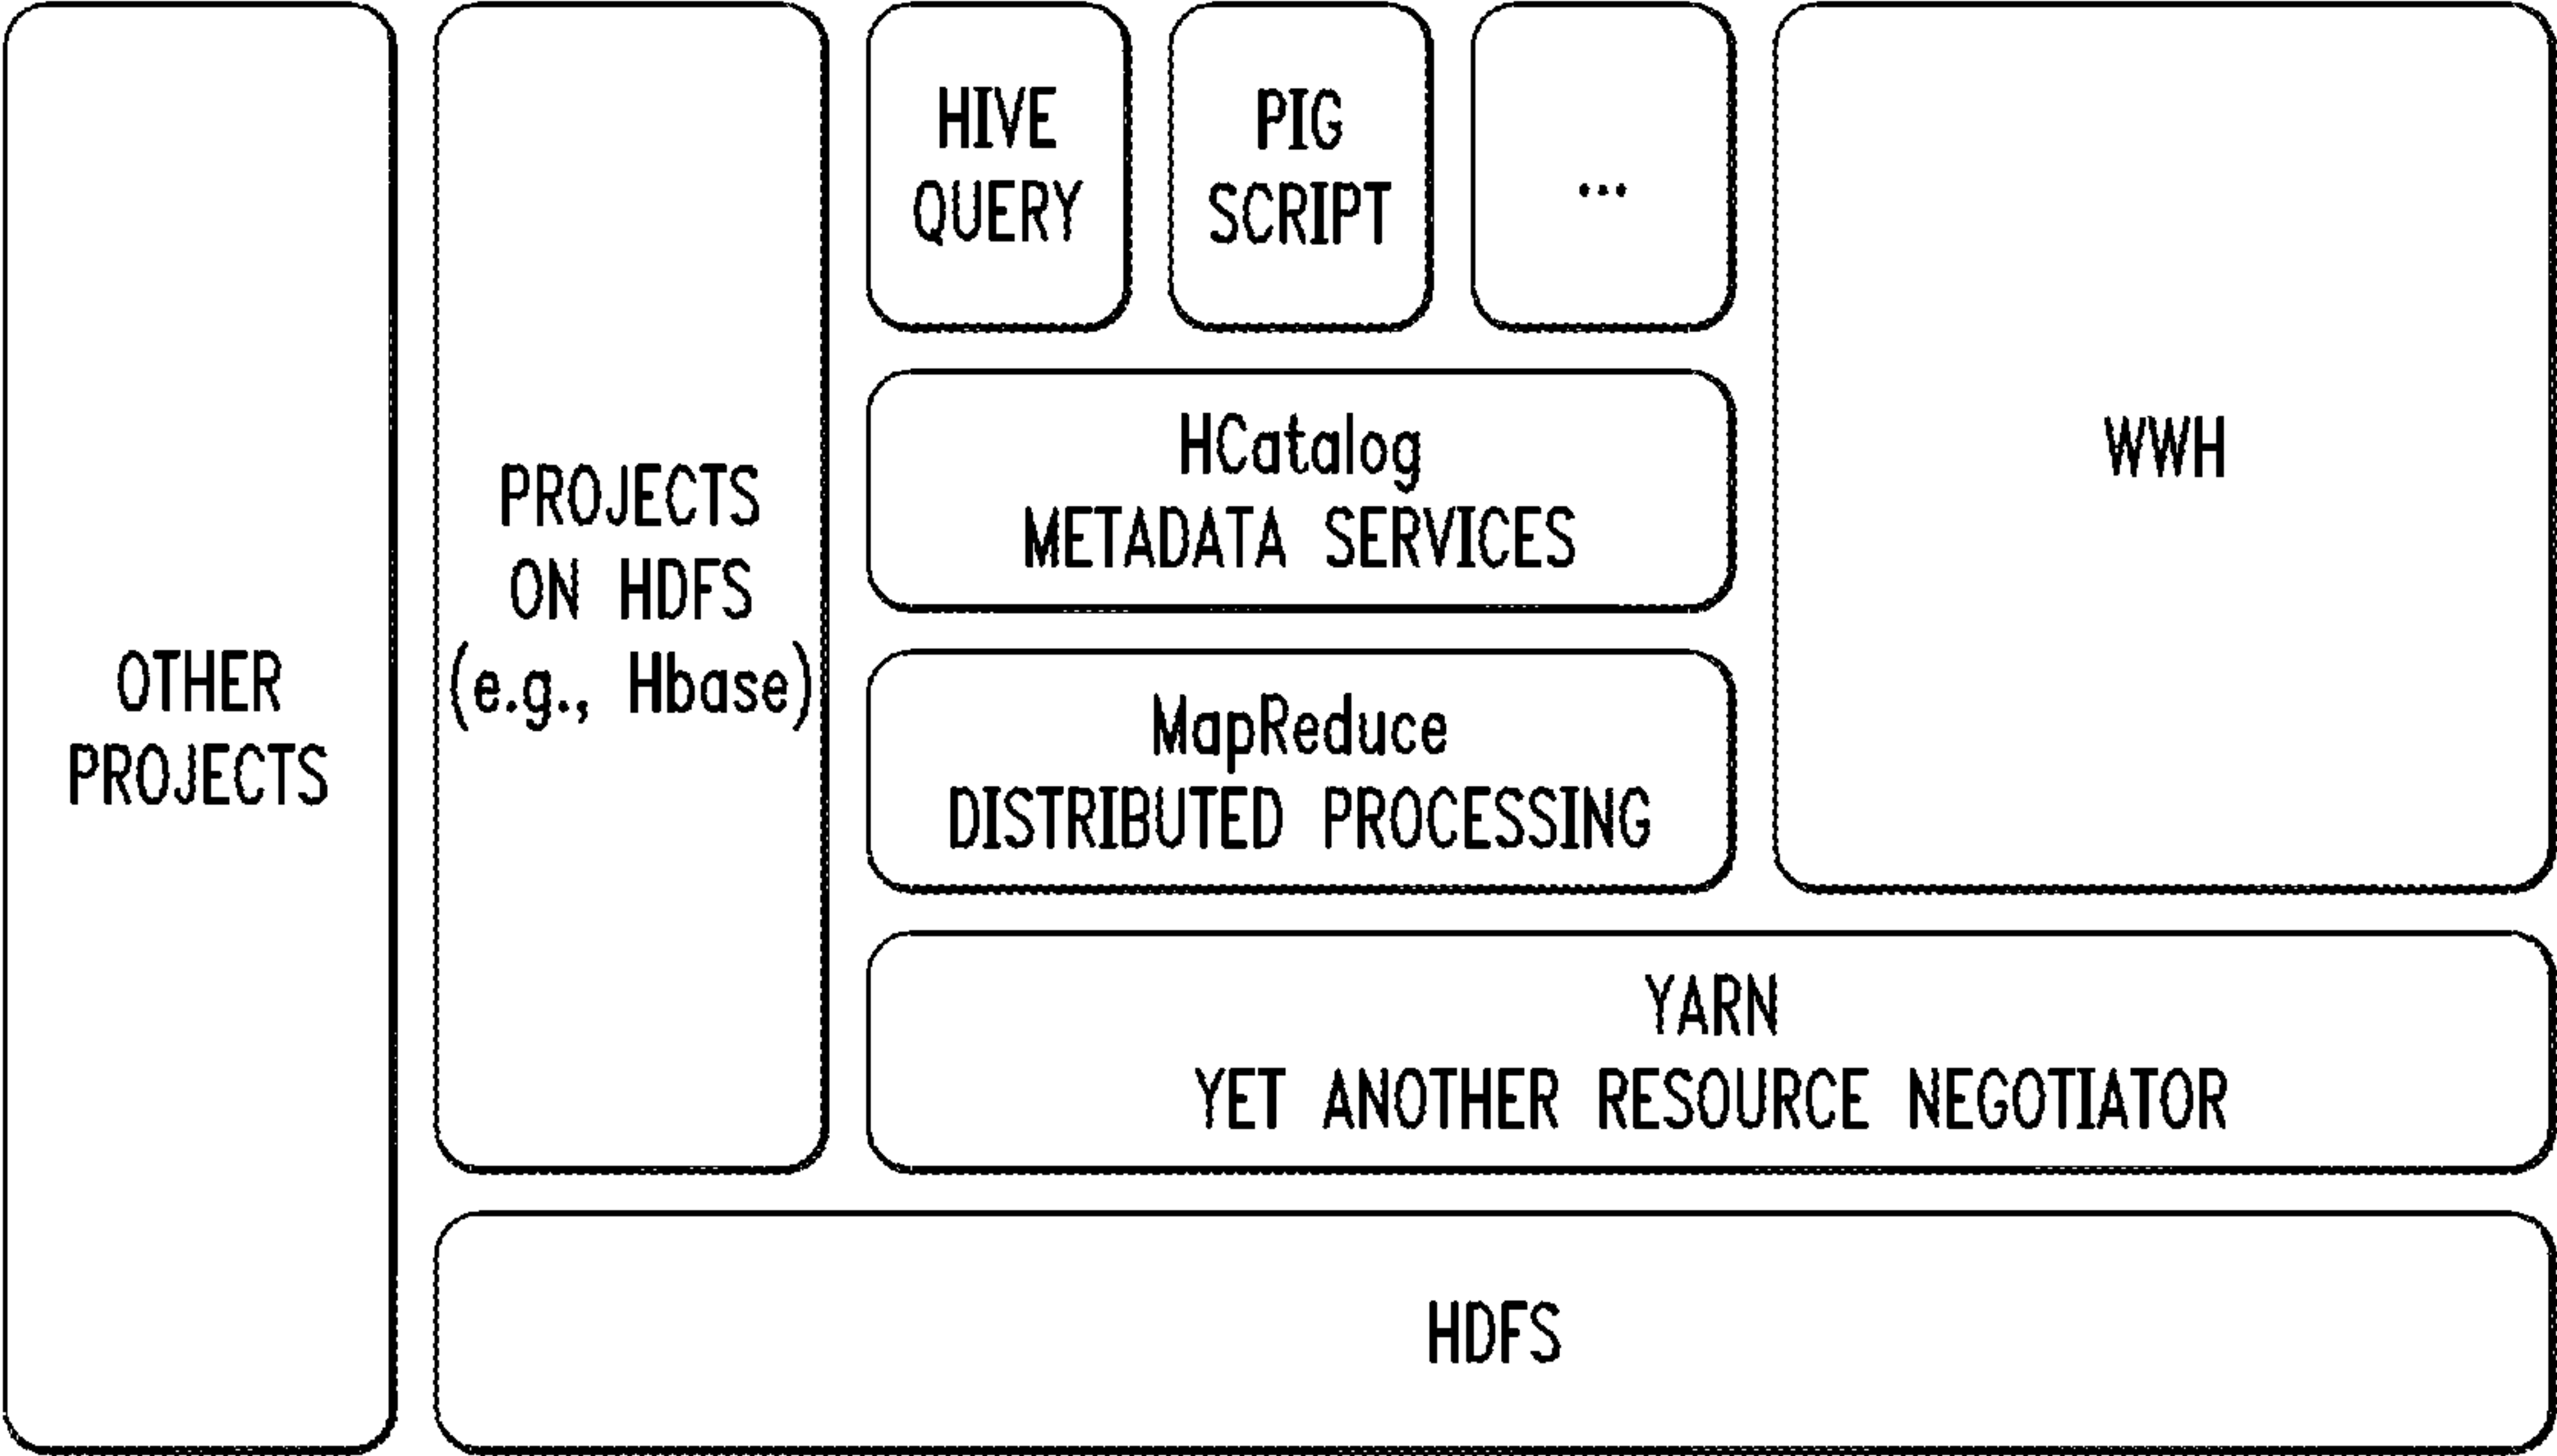 OTHER
PROJECTS
PROJECTS
ON HDFS
(e.g., Hbase)
HIVE
QUERY
PIG
SCRIPT
...
HCatalog
METADATA SERVICES
MapReduce
DISTRIBUTED PROCESSING
WWH
YARN
YET ANOTHER RESOURCE NEGOTIATOR
HDFS